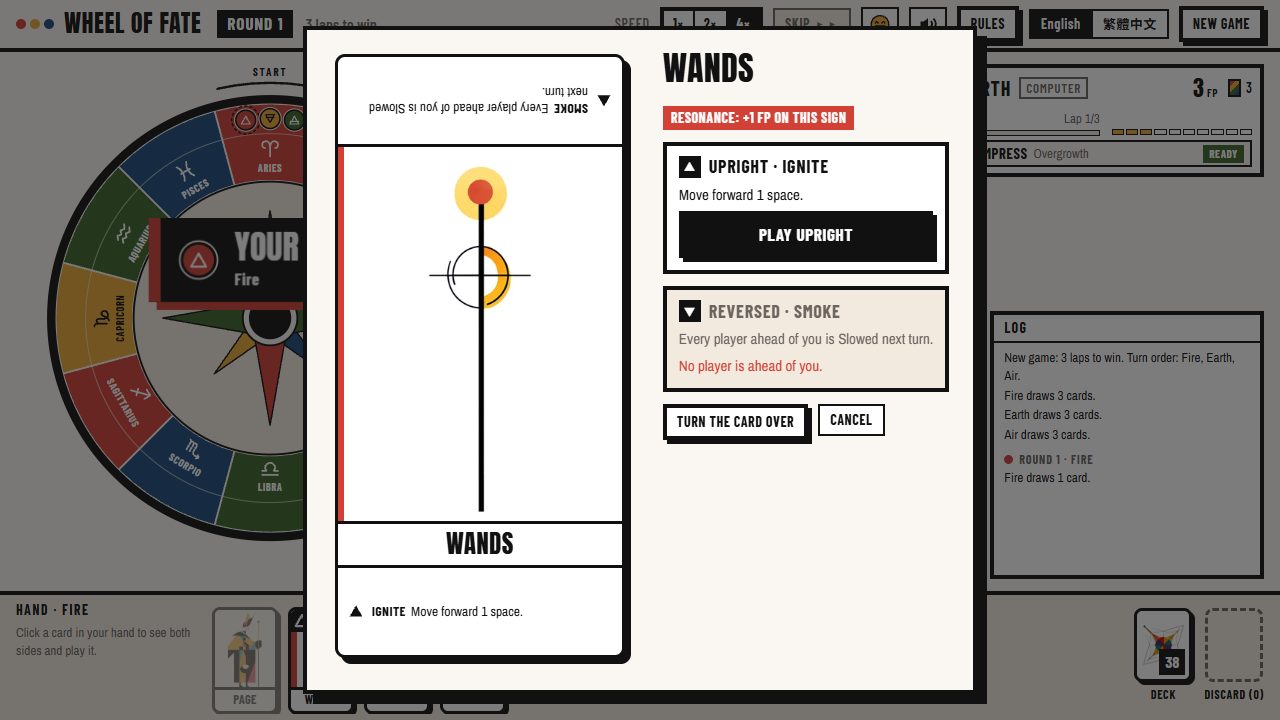 WHEEL OF FATE
ROUND 1
3 laps to win
SPEED
1×
2×
4×
SKIP
RULES
English
繁體中文
NEW GAME
START
ARIES
PISCES
AQUARIUS
CAPRICORN
SAGITTARIUS
SCORPIO
LIBRA
YOUR
Fire
SMOKE Every player ahead of you is Slowed
next turn.
WANDS
IGNITE Move forward 1 space.
WANDS
RESONANCE: +1 FP ON THIS SIGN
UPRIGHT · IGNITE
Move forward 1 space.
PLAY UPRIGHT
REVERSED · SMOKE
Every player ahead of you is Slowed next turn.
No player is ahead of you.
TURN THE CARD OVER
CANCEL
COMPUTER
3 FP
3
Lap 1/3
Overgrowth
READY
LOG
New game: 3 laps to win. Turn order: Fire, Earth,
Air.
Fire draws 3 cards.
Earth draws 3 cards.
Air draws 3 cards.
ROUND 1 · FIRE
Fire draws 1 card.
HAND · FIRE
Click a card in your hand to see both
sides and play it.
PAGE
38
DECK
DISCARD (0)